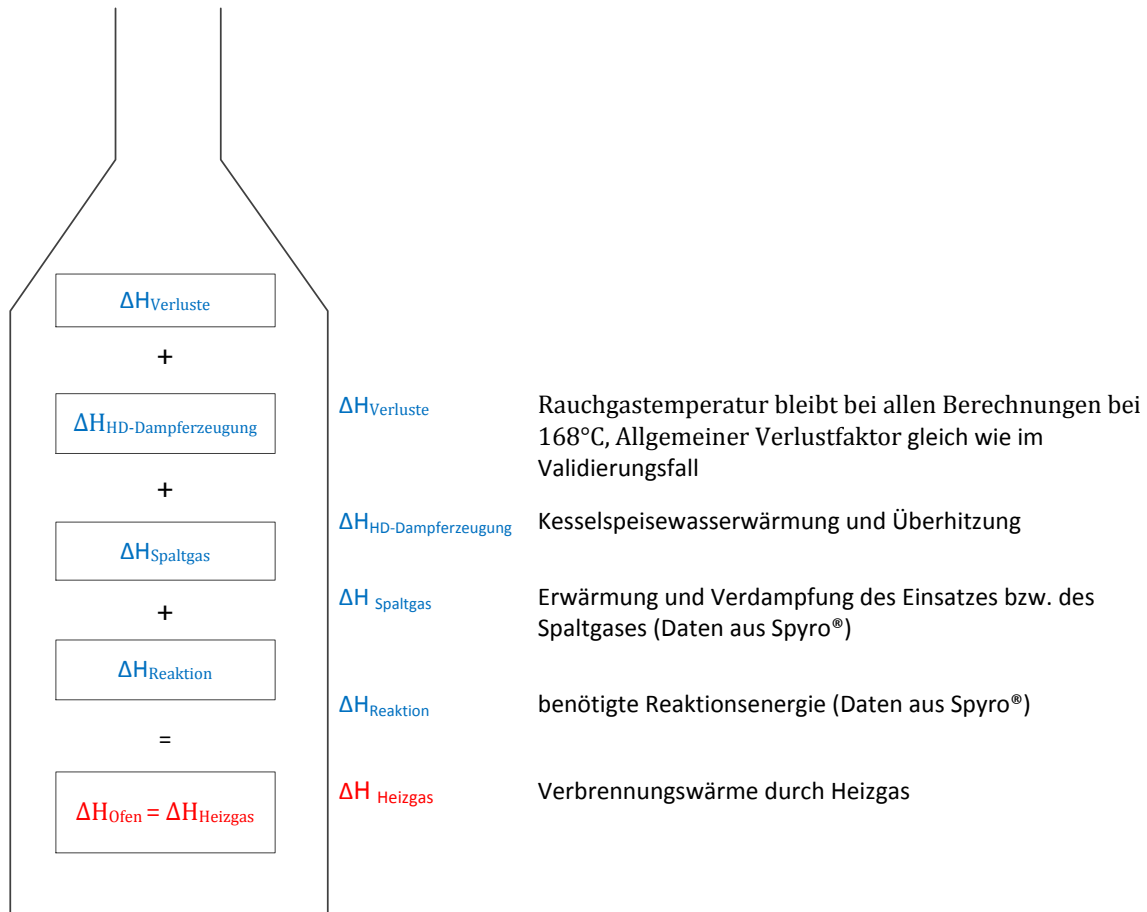 ΔHVerluste
+
ΔHHD-Dampferzeugung
+
ΔHSpaltgas
+
ΔHReaktion
=
ΔHOfen = ΔHHeizgas
ΔHVerluste Rauchgastemperatur bleibt bei allen Berechnungen bei
168°C, Allgemeiner Verlustfaktor gleich wie im
Validierungsfall
ΔHHD-Dampferzeugung Kesselspeisewasserwärmung und Überhitzung
ΔH Spaltgas Erwärmung und Verdampfung des Einsatzes bzw. des
Spaltgases (Daten aus Spyro®)
ΔHReaktion benötigte Reaktionsenergie (Daten aus Spyro®)
ΔH Heizgas Verbrennungswärme durch Heizgas